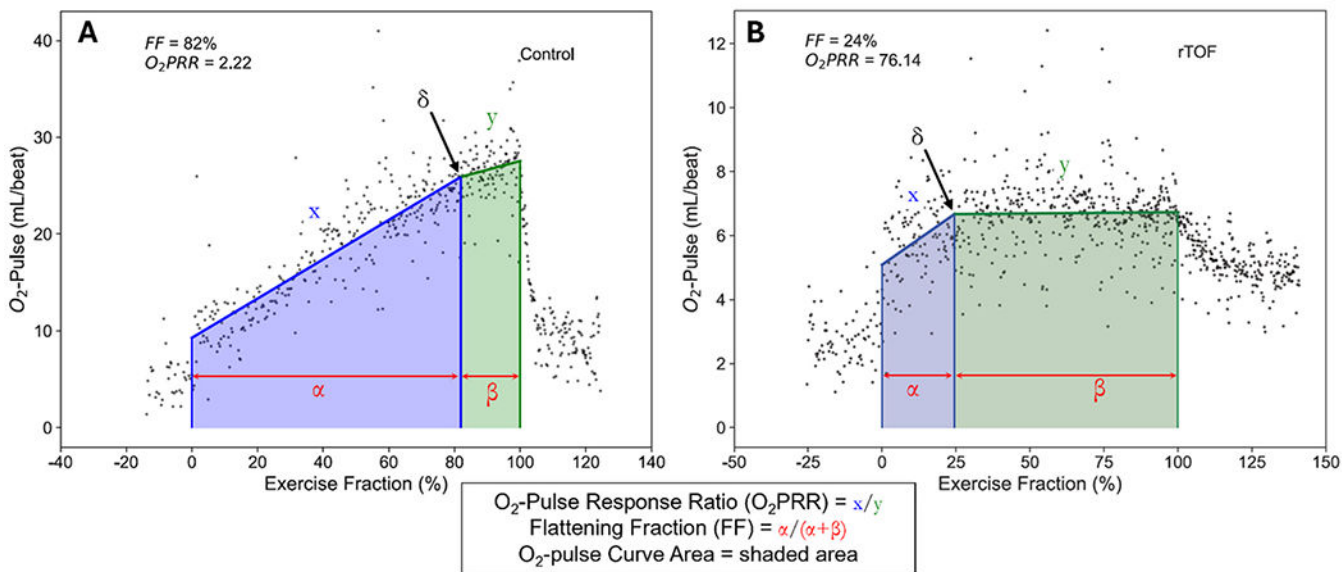 A
FF = 82%
O₂PRR = 2.22
Control
δ
y
x
α
β
O₂-Pulse (mL/beat)
40
30
20
10
0
-40 -20 0 20 40 60 80 100 120 140
Exercise Fraction (%)
B
FF = 24%
O₂PRR = 76.14
rTOF
δ
x
y
α
β
O₂-Pulse (mL/beat)
12
10
8
6
4
2
0
-50 -25 0 25 50 75 100 125 150
Exercise Fraction (%)
O₂-Pulse Response Ratio (O₂PRR) = x/y
Flattening Fraction (FF) = α/(α+β)
O₂-pulse Curve Area = shaded area